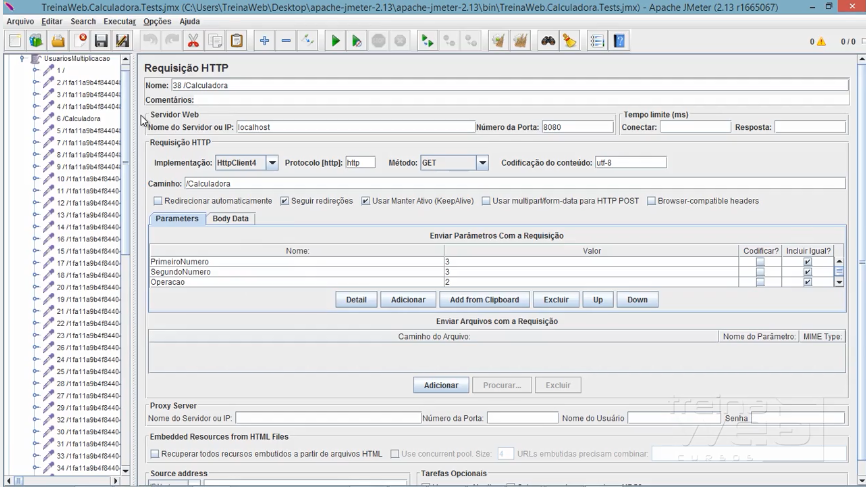 TreinaWeb.Calculadora.Tests.jmx (C:\Users\TreinaWeb\Desktop\apache-jmeter-2.13\apache-jmeter-2.13\bin\TreinaWeb.Calculadora.Tests.jmx) - Apache JMeter (2.13 r1665067)
Arquivo Editar Search Executar Opções Ajuda
0 0 / 0
UsuariosMultiplicacao
1 /
2 /1fa11a9b4f84404
3 /1fa11a9b4f84404
4 /1fa11a9b4f84404
6 /Calculadora
5 /1fa11a9b4f84404
7 /1fa11a9b4f84404
8 /1fa11a9b4f84404
9 /1fa11a9b4f84404
10 /1fa11a9b4f8440
11 /1fa11a9b4f8440
12 /1fa11a9b4f8440
13 /1fa11a9b4f8440
14 /1fa11a9b4f8440
16 /1fa11a9b4f8440
15 /1fa11a9b4f8440
17 /1fa11a9b4f8440
18 /1fa11a9b4f8440
20 /1fa11a9b4f8440
19 /1fa11a9b4f8440
21 /1fa11a9b4f8440
22 /1fa11a9b4f8440
23 /1fa11a9b4f8440
26 /1fa11a9b4f8440
24 /1fa11a9b4f8440
25 /1fa11a9b4f8440
28 /1fa11a9b4f8440
27 /1fa11a9b4f8440
29 /1fa11a9b4f8440
32 /1fa11a9b4f8440
30 /1fa11a9b4f8440
31 /1fa11a9b4f8440
33 /1fa11a9b4f8440
34 /1fa11a9b4f8440
Requisição HTTP
Nome: 38 /Calculadora
Comentários:
Servidor Web
Nome do Servidor ou IP: localhost Número da Porta: 8080
Tempo limite (ms)
Conectar: Resposta:
Requisição HTTP
Implementação: HttpClient4 Protocolo [http]: http Método: GET Codificação do conteúdo: utf-8
Caminho: /Calculadora
Redirecionar automaticamente Seguir redireções Usar Manter Ativo (KeepAlive) Usar multipart/form-data para HTTP POST Browser-compatible headers
Parameters Body Data
Enviar Parâmetros Com a Requisição
Nome: Valor Codificar? Incluir Igual?
PrimeiroNumero 3
SegundoNumero 3
Operacao 2
Detail Adicionar Add from Clipboard Excluir Up Down
Enviar Arquivos com a Requisição
Caminho do Arquivo: Nome do Parâmetro: MIME Type:
Adicionar Procurar... Excluir
Proxy Server
Nome do Servidor ou IP: Número da Porta: Nome do Usuário Senha
Embedded Resources from HTML Files
Recuperar todos recursos embutidos a partir de arquivos HTML Use concurrent pool. Size: 4 URLs embutidas precisam combinar:
Source address Tarefas Opcionais
treina
web
CURSOS